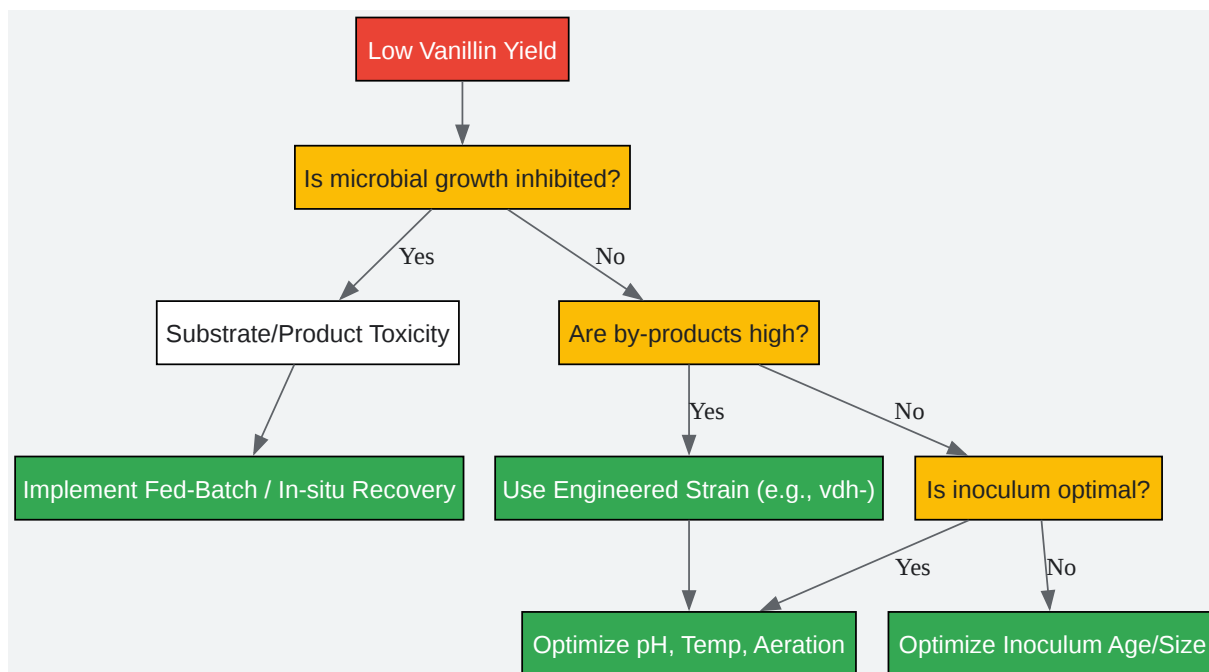 Low Vanillin Yield
Is microbial growth inhibited?
Yes
No
Substrate/Product Toxicity
Are by-products high?
Yes
No
Implement Fed-Batch / In-situ Recovery
Use Engineered Strain (e.g., vdh-)
Is inoculum optimal?
Yes
No
Optimize pH, Temp, Aeration
Optimize Inoculum Age/Size